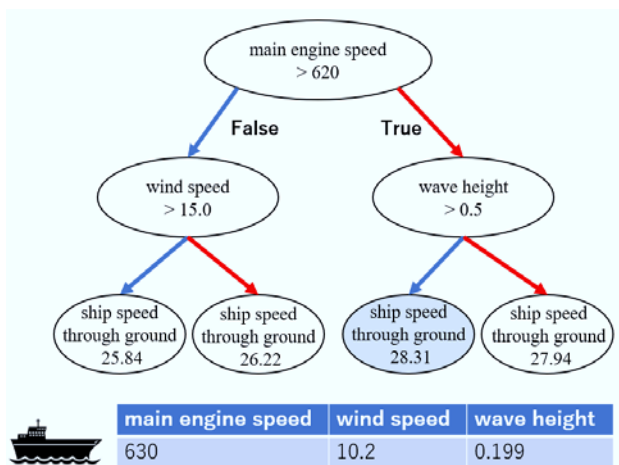 main engine speed
> 620
False
True
wind speed
> 15.0
wave height
> 0.5
ship speed
through ground
25.84
ship speed
through ground
26.22
ship speed
through ground
28.31
ship speed
through ground
27.94
main engine speed wind speed wave height
630 10.2 0.199